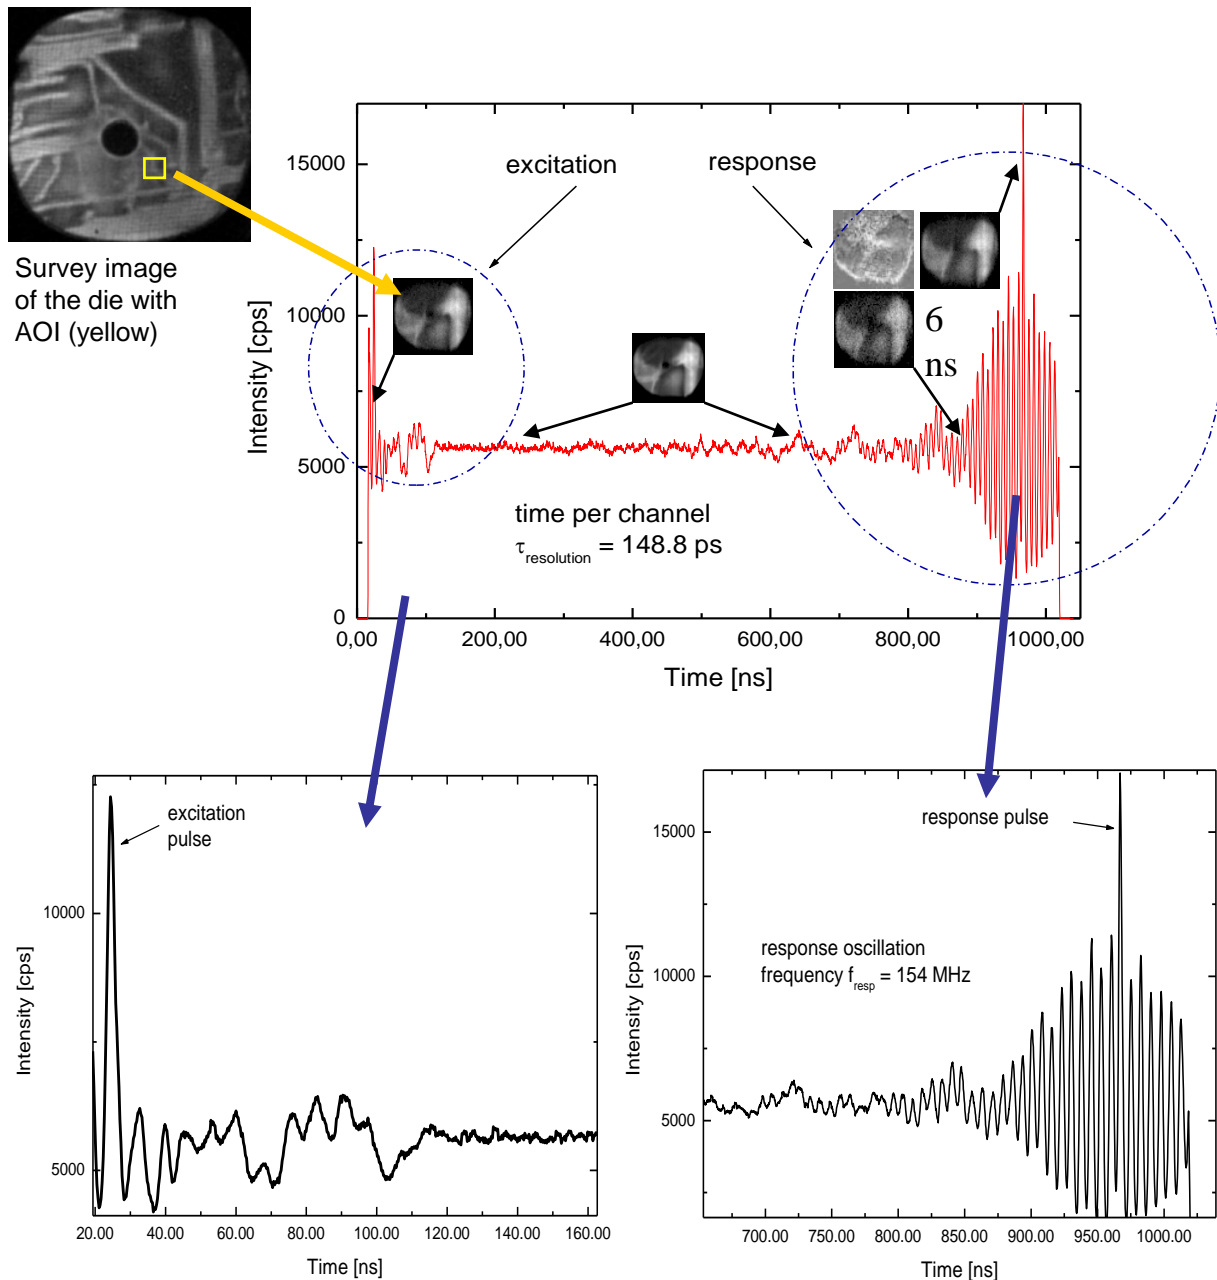 Survey image
of the die with
AOI (yellow)
excitation
response
6
ns
time per channel
τresolution = 148.8 ps
Intensity [cps]
15000
10000
5000
0
0,00
200,00
400,00
600,00
800,00
1000,00
Time [ns]
excitation
pulse
Intensity [cps]
10000
5000
20.00
40.00
60.00
80.00
100.00
120.00
140.00
160.00
Time [ns]
response pulse
response oscillation
frequency fresp = 154 MHz
Intensity [cps]
15000
10000
5000
700.00
750.00
800.00
850.00
900.00
950.00
1000.00
Time [ns]